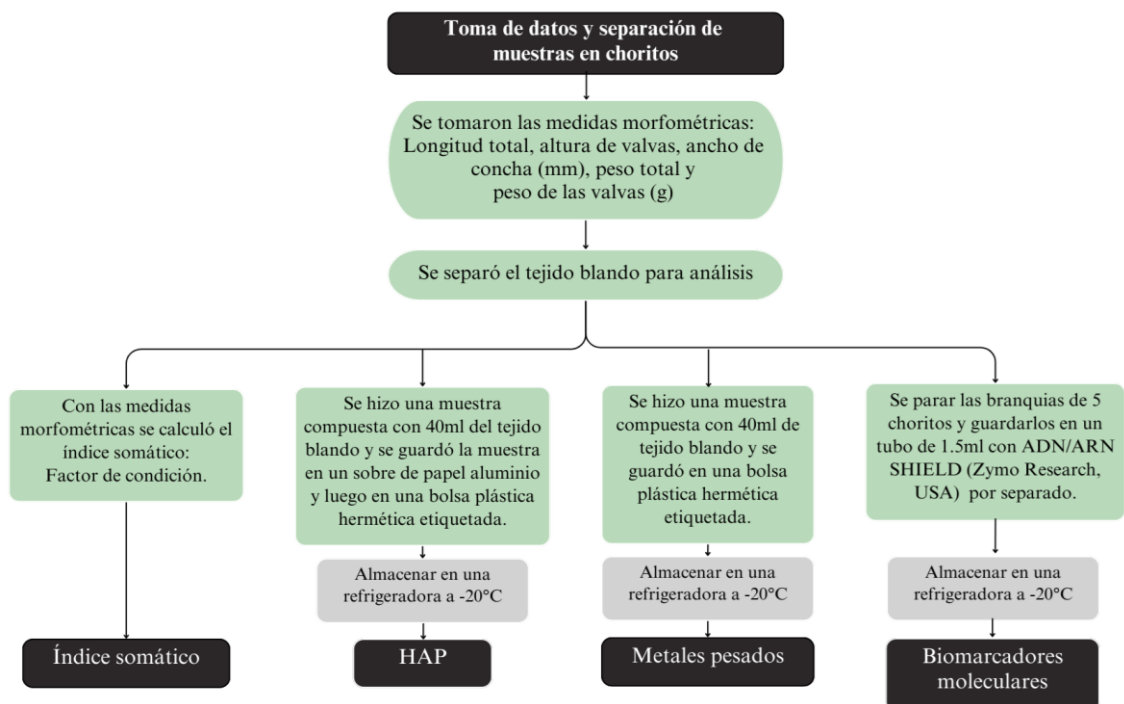 Toma de datos y separación de
muestras en choritos
Se tomaron las medidas morfométricas:
Longitud total, altura de valvas, ancho de
concha (mm), peso total y
peso de las valvas (g)
Se separó el tejido blando para análisis
Con las medidas
morfométricas se calculó el
índice somático:
Factor de condición.
Se hizo una muestra
compuesta con 40ml del tejido
blando y se guardó la muestra
en un sobre de papel aluminio
y luego en una bolsa plástica
hermética etiquetada.
Se hizo una muestra
compuesta con 40ml de
tejido blando y se
guardó en una bolsa
plástica hermética
etiquetada.
Se parar las branquias de 5
choritos y guardarlos en un
tubo de 1.5ml con ADN/ARN
SHIELD (Zymo Research,
USA) por separado.
Almacenar en una
refrigeradora a -20°C
Almacenar en una
refrigeradora a -20°C
Almacenar en una
refrigeradora a -20°C
Índice somático
HAP
Metales pesados
Biomarcadores
moleculares